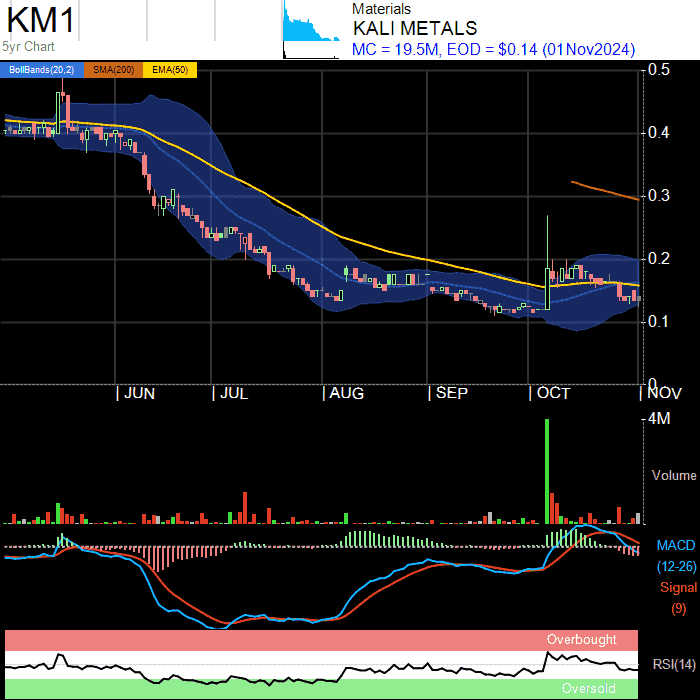 KM1
5yr Chart
Materials
KALI METALS
MC = 19.5M, EOD = $0.14 (01Nov2024)
BollBands(20,2) SMA(200) EMA(50)
0.5
0.4
0.3
0.2
0.1
0
JUN JUL AUG SEP OCT NOV
4M
Volume
MACD
(12-26)
Signal
(9)
Overbought
RSI(14)
Oversold